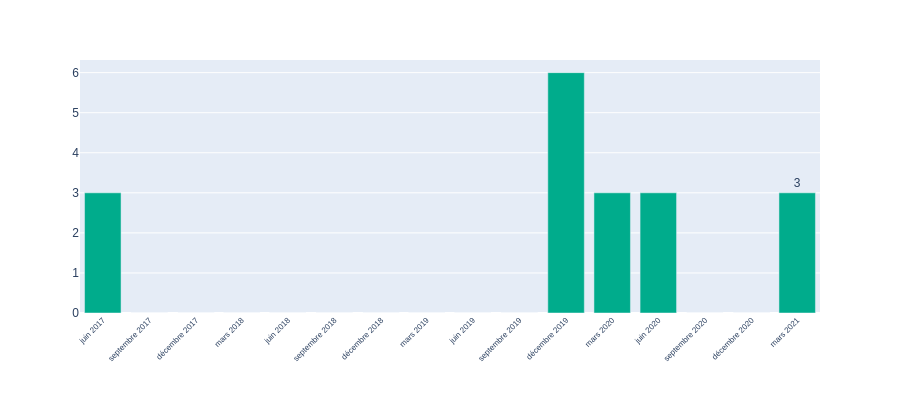 6
5
4
3
2
1
0
3
juin 2017
septembre 2017
décembre 2017
mars 2018
juin 2018
septembre 2018
décembre 2018
mars 2019
juin 2019
septembre 2019
décembre 2019
mars 2020
juin 2020
septembre 2020
décembre 2020
mars 2021